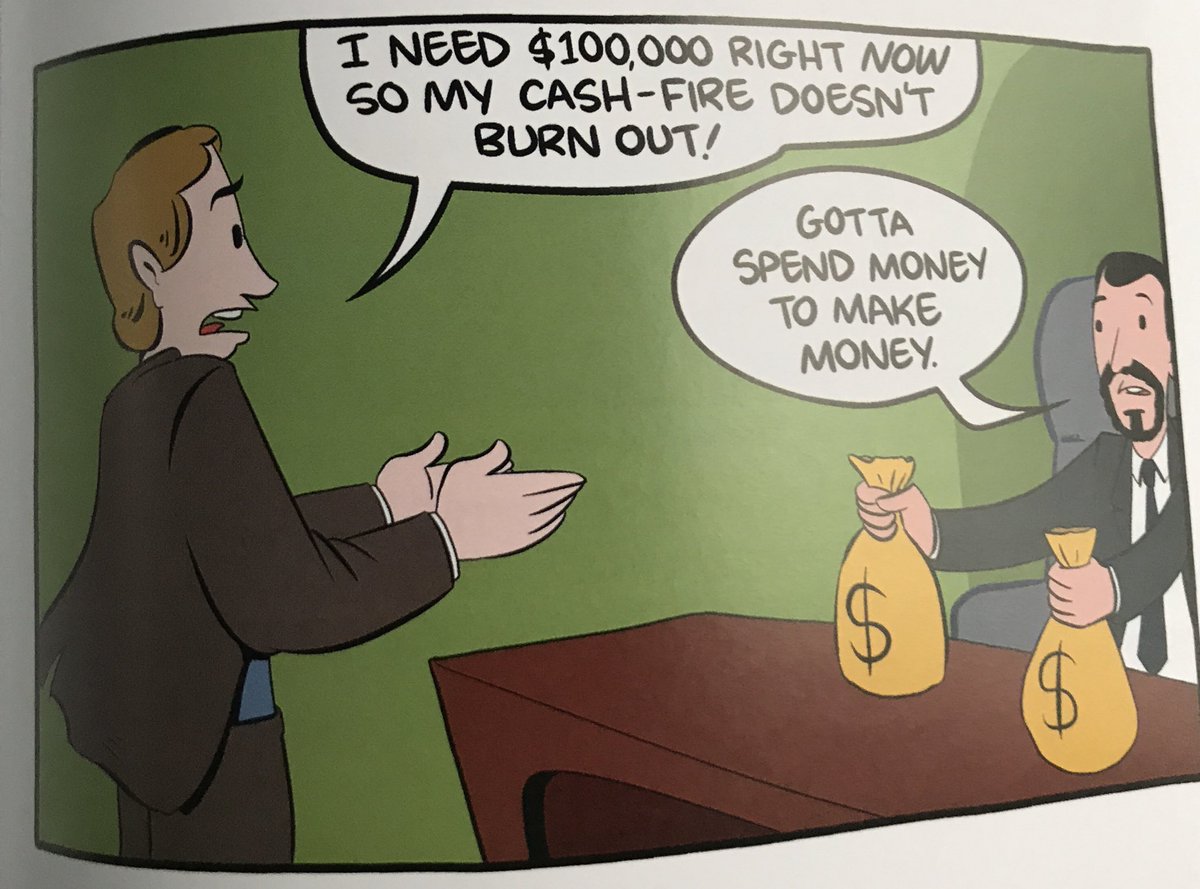 I NEED $100,000 RIGHT NOW
SO MY CASH-FIRE DOESN'T
BURN OUT!
GOTTA
SPEND MONEY
TO MAKE
MONEY.
$
$